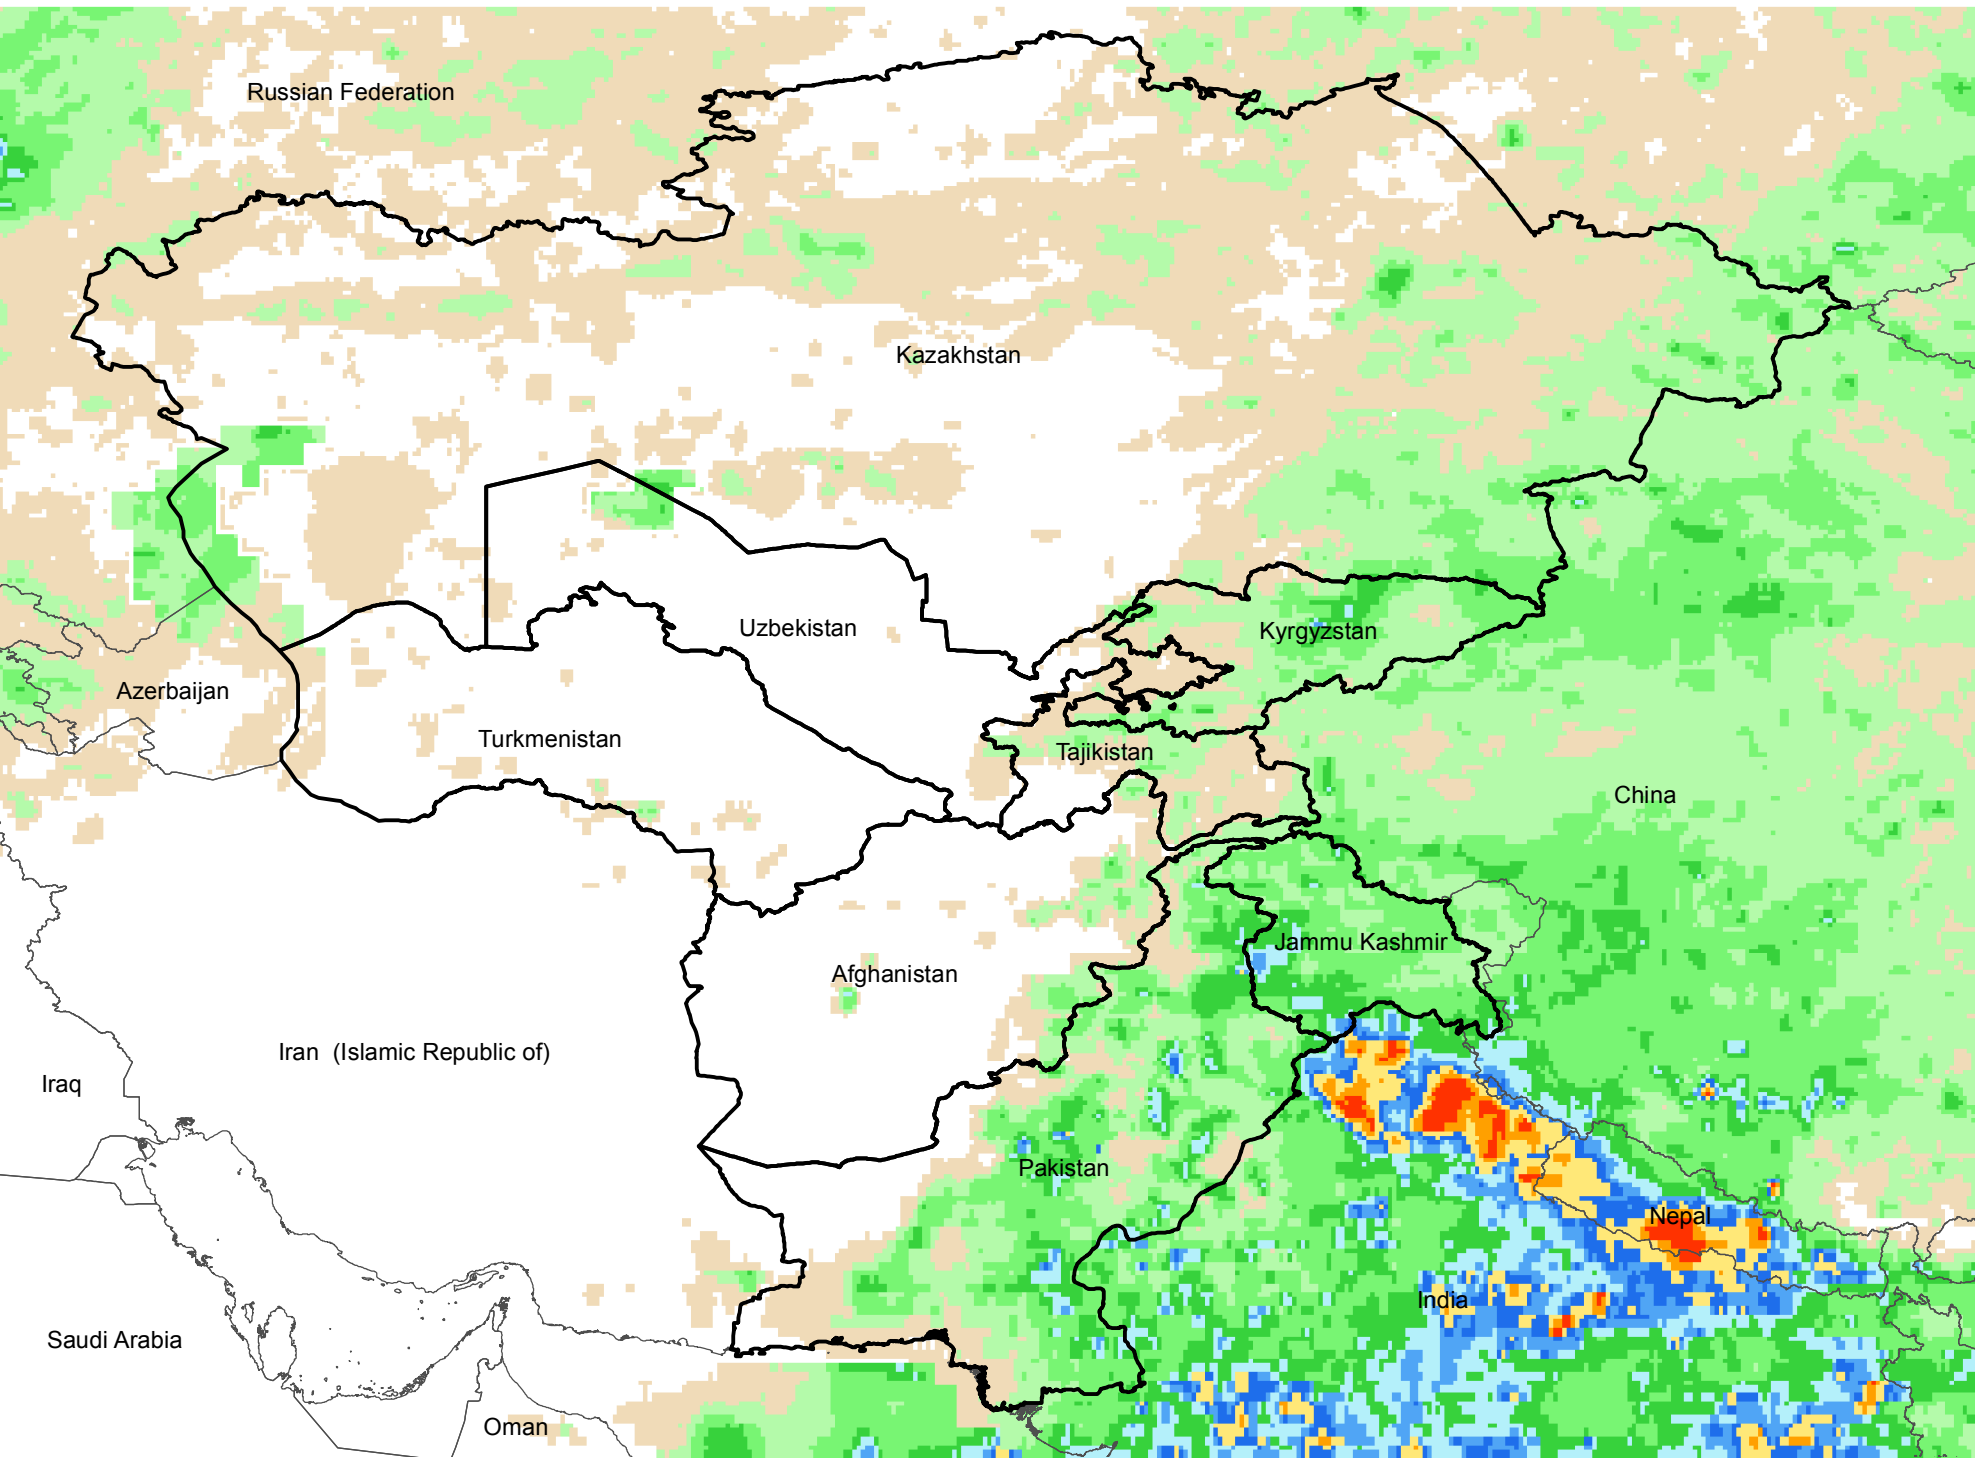 Russian Federation
Kazakhstan
Uzbekistan
Kyrgyzstan
Azerbaijan
Turkmenistan
Tajikistan
China
Jammu Kashmir
Afghanistan
Iran  (Islamic Republic of)
Iraq
Pakistan
Nepal
India
Saudi Arabia
Oman